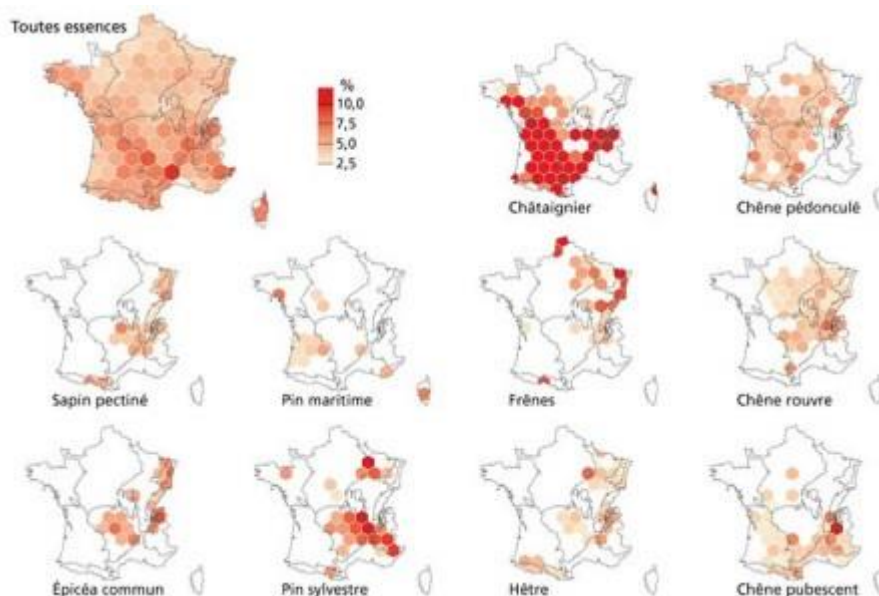 Toutes essences
%
10,0
7,5
5,0
2,5
Châtaignier
Chêne pédonculé
Sapin pectiné
Pin maritime
Frênes
Chêne rouvre
Épicéa commun
Pin sylvestre
Hêtre
Chêne pubescent